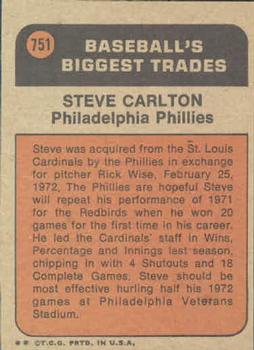 751
BASEBALL'S
BIGGEST TRADES
STEVE CARLTON
Philadelphia Phillies
Steve was acquired from the St. Louis
Cardinals by the Phillies in exchange
for pitcher Rick Wise, February 25,
1972. The Phillies are hopeful Steve
will repeat his performance of 1971
for the Redbirds when he won 20
games for the first time in his career.
He led the Cardinals' staff in Wins,
Percentage and Innings last season,
chipping in with 4 Shutouts and 18
Complete Games. Steve should be
most effective hurling half his 1972
games at Philadelphia Veterans
Stadium.
** ©T.C.G. PRTD. IN U.S.A.